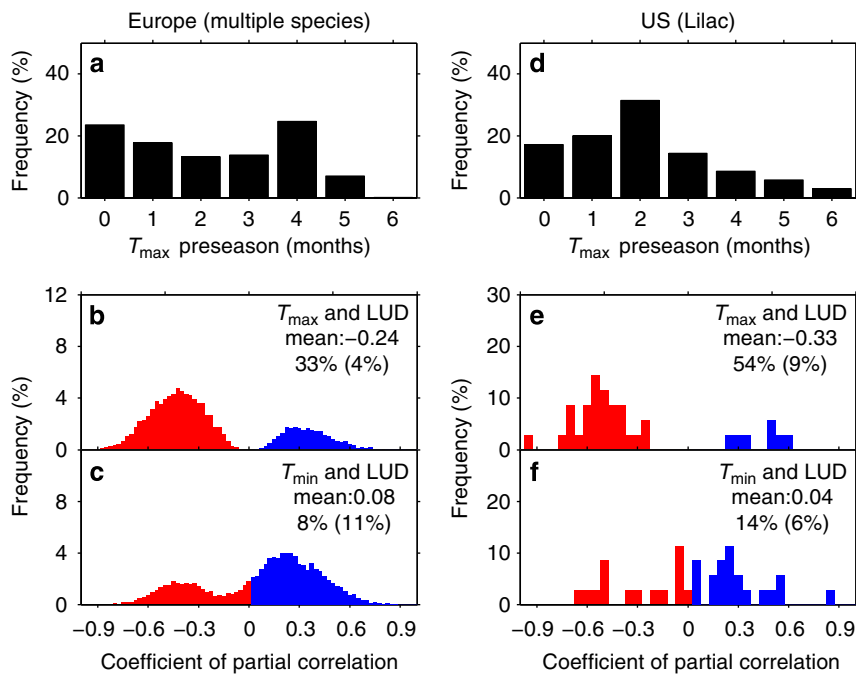 Europe (multiple species)
US (Lilac)
a
Frequency (%)
40
20
0
0 1 2 3 4 5 6
Tmax preseason (months)
d
Frequency (%)
40
20
0
0 1 2 3 4 5 6
Tmax preseason (months)
b
Tmax and LUD
mean:−0.24
33% (4%)
12
8
4
0
Frequency (%)
c
Tmin and LUD
mean:0.08
8% (11%)
8
4
0
−0.9 −0.6 −0.3 0 0.3 0.6 0.9
Coefficient of partial correlation
e
Tmax and LUD
mean:−0.33
54% (9%)
30
20
10
0
Frequency (%)
f
Tmin and LUD
mean:0.04
14% (6%)
20
10
0
−0.9 −0.6 −0.3 0 0.3 0.6 0.9
Coefficient of partial correlation